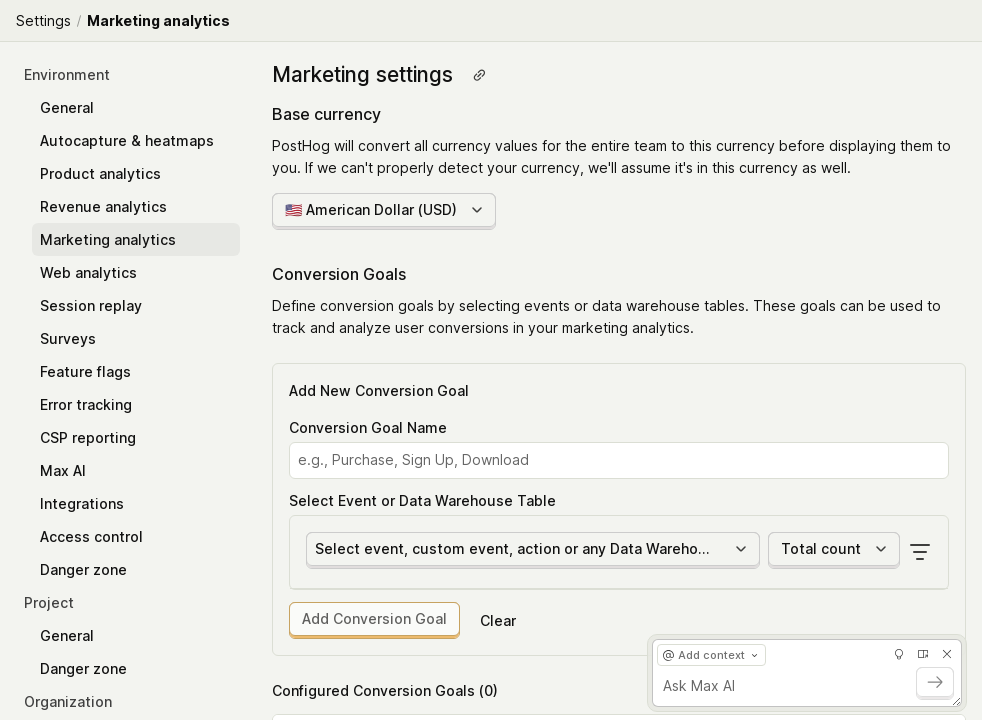 Settings / Marketing analytics
Environment
General
Autocapture & heatmaps
Product analytics
Revenue analytics
Marketing analytics
Web analytics
Session replay
Surveys
Feature flags
Error tracking
CSP reporting
Max AI
Integrations
Access control
Danger zone
Project
General
Danger zone
Organization
Marketing settings
Base currency
PostHog will convert all currency values for the entire team to this currency before displaying them to
you. If we can't properly detect your currency, we'll assume it's in this currency as well.
🇺🇸 American Dollar (USD)
Conversion Goals
Define conversion goals by selecting events or data warehouse tables. These goals can be used to
track and analyze user conversions in your marketing analytics.
Add New Conversion Goal
Conversion Goal Name
e.g., Purchase, Sign Up, Download
Select Event or Data Warehouse Table
Select event, custom event, action or any Data Wareho... Total count
Add Conversion Goal Clear
Configured Conversion Goals (0)
@ Add context
Ask Max AI